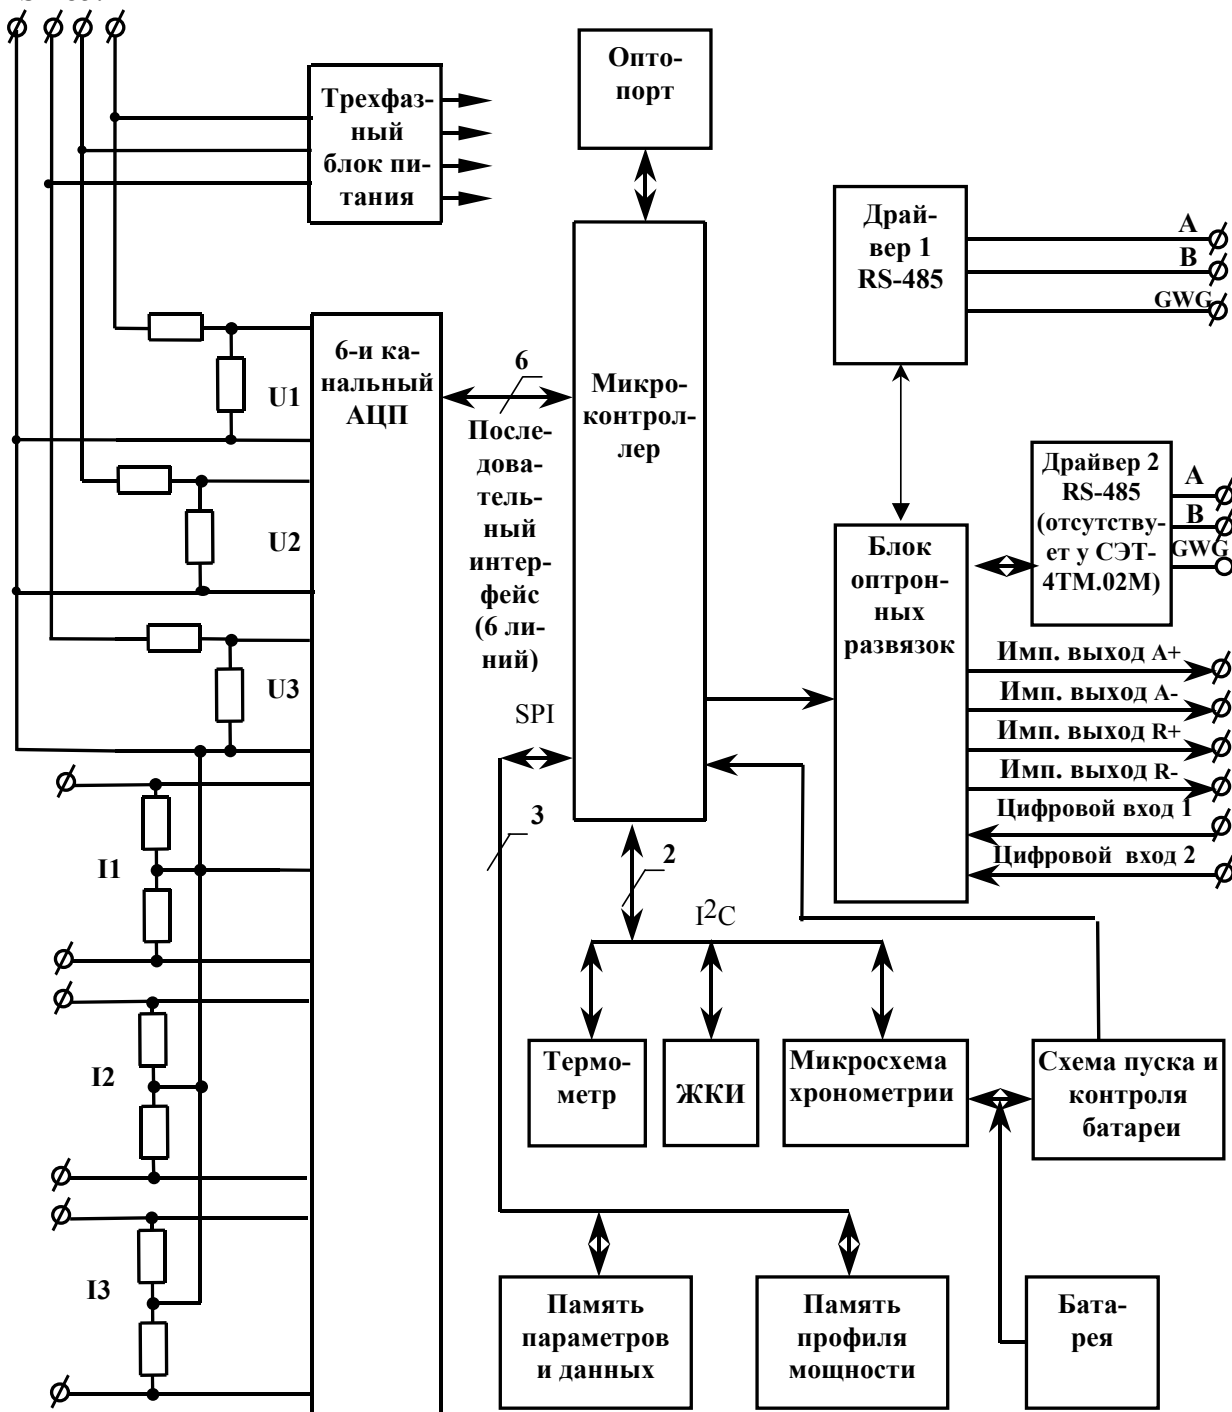 Опто-
порт
Трехфаз-
ный
блок пи-
тания
Драй-
вер 1
RS-485
A
B
GWG
6-и ка-
нальный
АЦП
6
Микро-
контрол-
лер
U1
После-
дова-
тель-
ный
интер-
фейс
(6 ли-
ний)
Драйвер 2
RS-485
(отсутству-
ет у СЭТ-
4ТМ.02М)
A
B
GWG
U2
Блок
оптрон-
ных
развязок
U3
Имп. выход A+
Имп. выход A-
Имп. выход R+
Имп. выход R-
Цифровой вход 1
Цифровой вход 2
SPI
3
2
I1
I2C
Термо-
метр
ЖКИ
Микросхема
хронометрии
Схема пуска и
контроля
батареи
I2
I3
Память
параметров
и данных
Память
профиля
мощности
Бата-
рея